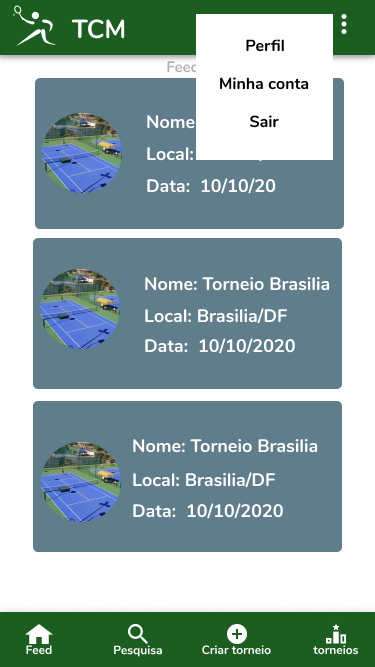 TCM
Perfil
Minha conta
Sair
Feed
Nome
Local:
Data: 10/10/20
Nome: Torneio Brasilia
Local: Brasilia/DF
Data: 10/10/2020
Nome: Torneio Brasilia
Local: Brasilia/DF
Data: 10/10/2020
Feed
Pesquisa
Criar torneio
torneios